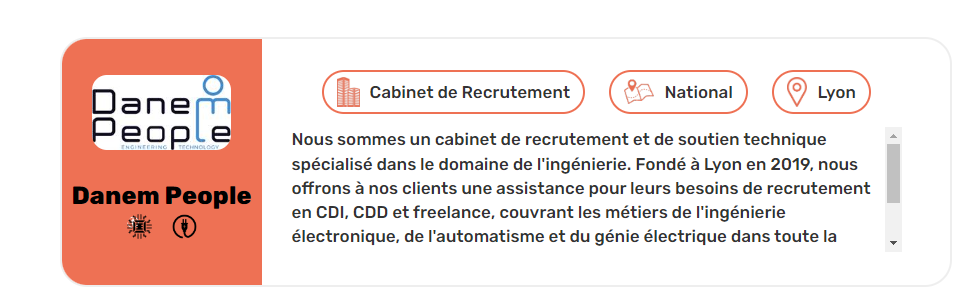 Danem
People
ENGINEERING TECHNOLOGY
Danem People
Cabinet de Recrutement
National
Lyon
Nous sommes un cabinet de recrutement et de soutien technique
spécialisé dans le domaine de l'ingénierie. Fondé à Lyon en 2019, nous
offrons à nos clients une assistance pour leurs besoins de recrutement
en CDI, CDD et freelance, couvrant les métiers de l'ingénierie
électronique, de l'automatisme et du génie électrique dans toute la